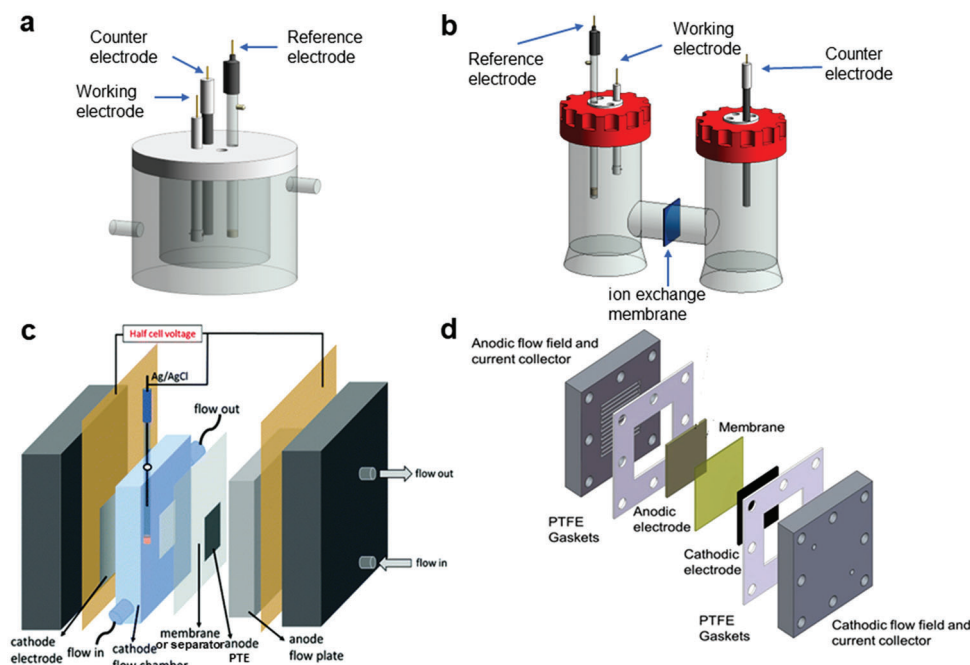 a
Counter
electrode
Reference
electrode
Working
electrode
b
Reference
electrode
Working
electrode
Counter
electrode
ion exchange
membrane
c
Half cell voltage
Ag/AgCl
flow out
flow out
flow in
cathode
electrode
flow in
cathode
flow chamber
membrane
or separator
anode
PTE
anode
flow plate
d
Anodic flow field and
current collector
Membrane
PTFE
Gaskets
Anodic
electrode
Cathodic
electrode
PTFE
Gaskets
Cathodic flow field and
current collector